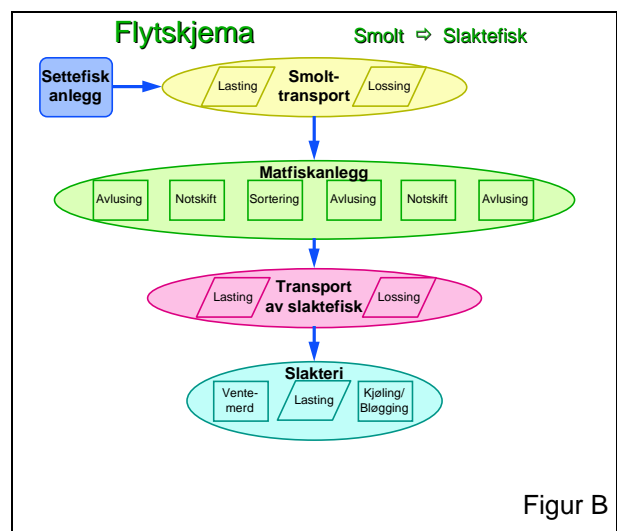 Flytskjema
Smolt ⇨ Slaktefisk
Settefisk
anlegg
Lasting
Smolt-
transport
Lossing
Matfiskanlegg
Avlusing
Notskift
Sortering
Avlusing
Notskift
Avlusing
Lasting
Transport
av slaktefisk
Lossing
Slakteri
Vente-
merd
Lasting
Kjøling/
Bløgging
Figur B